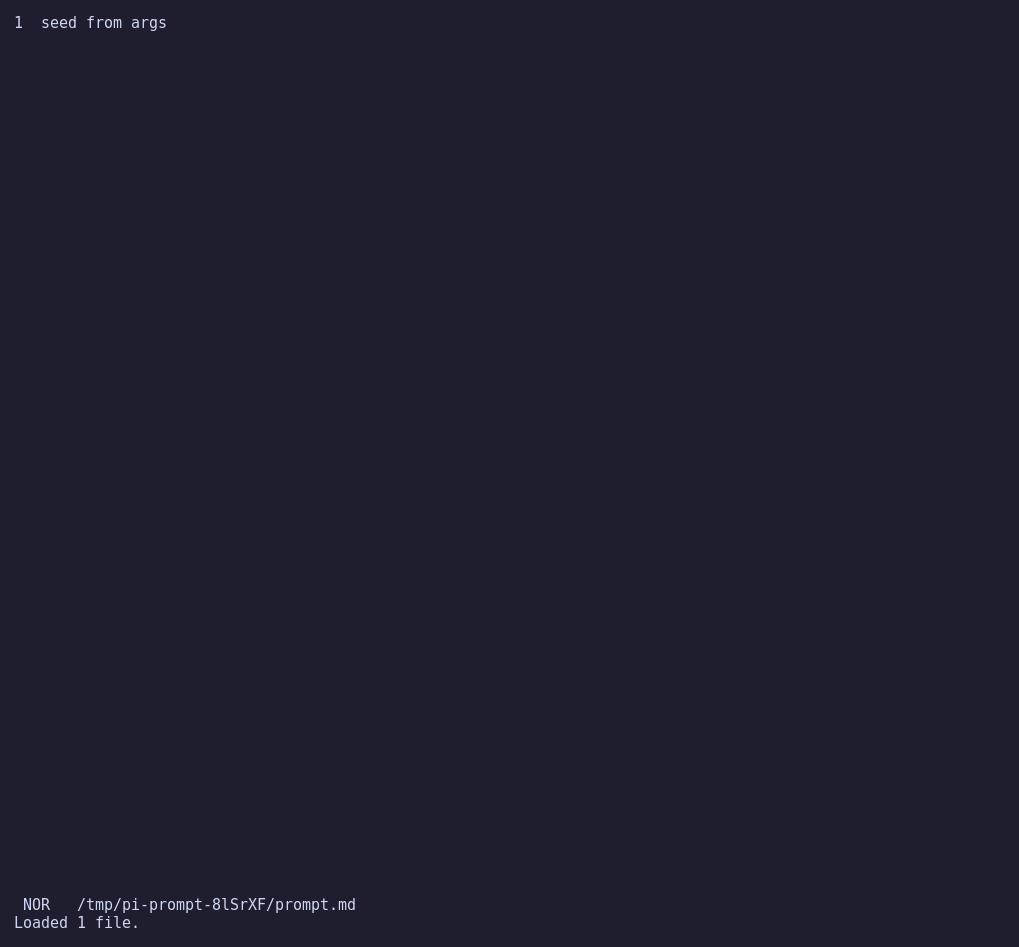 1  seed from args
NOR   /tmp/pi-prompt-8lSrXF/prompt.md
Loaded 1 file.